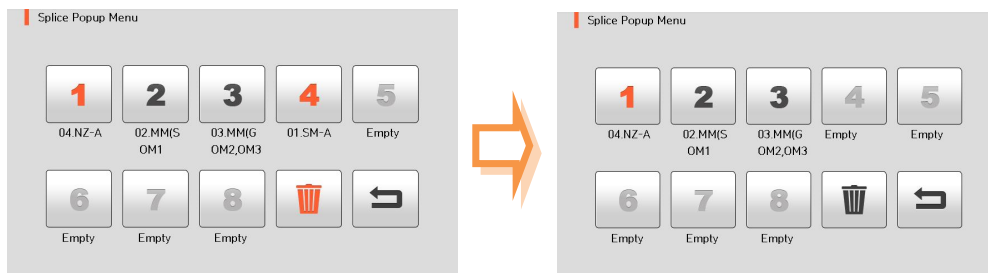 Splice Popup Menu
1 2 3 4 5
04.NZ-A 02.MM(S 03.MM(G 01.SM-A Empty
OM1 OM2,OM3
6 7 8
Empty Empty Empty
Splice Popup Menu
1 2 3 4 5
04.NZ-A 02.MM(S 03.MM(G Empty Empty
OM1 OM2,OM3
6 7 8
Empty Empty Empty